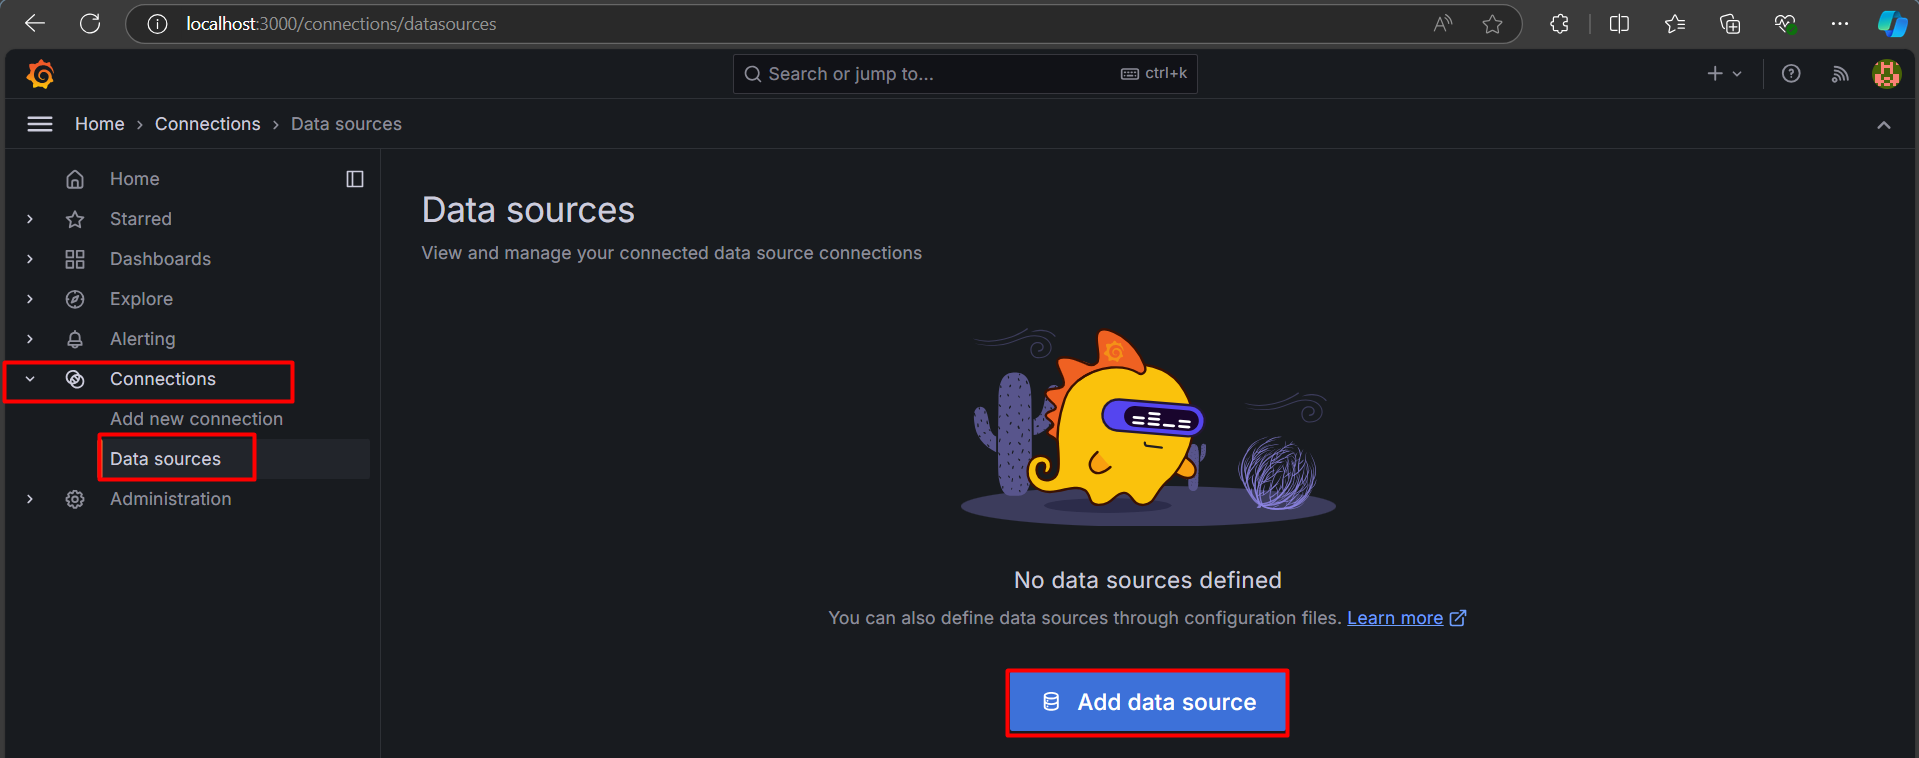 localhost:3000/connections/datasources
Search or jump to... ctrl+k
Home › Connections › Data sources
Home
Starred
Dashboards
Explore
Alerting
Connections
Add new connection
Data sources
Administration
Data sources
View and manage your connected data source connections
No data sources defined
You can also define data sources through configuration files. Learn more
Add data source